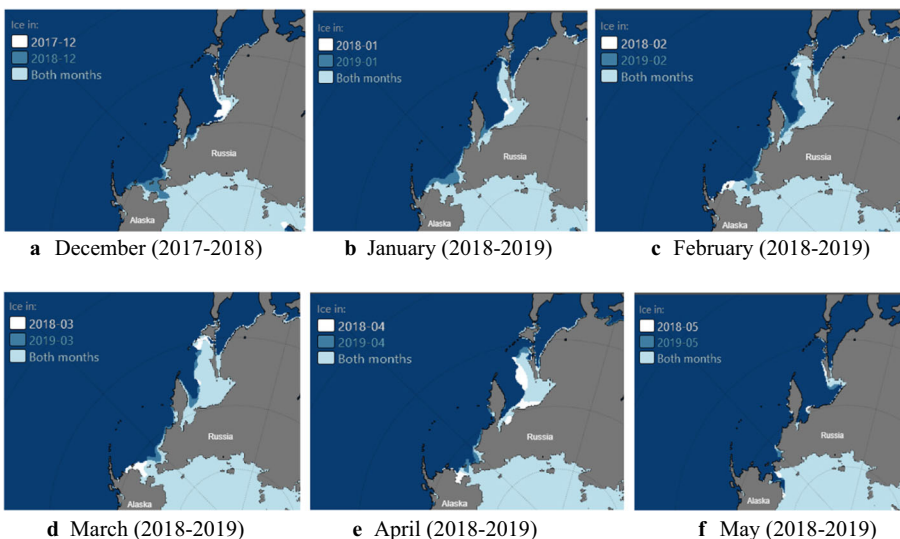 Ice in:
2017-12
2018-12
Both months
Russia
Alaska
a December (2017-2018)
Ice in:
2018-01
2019-01
Both months
Russia
Alaska
b January (2018-2019)
Ice in:
2018-02
2019-02
Both months
Russia
Alaska
c February (2018-2019)
Ice in:
2018-03
2019-03
Both months
Russia
Alaska
d March (2018-2019)
Ice in:
2018-04
2019-04
Both months
Russia
Alaska
e April (2018-2019)
Ice in:
2018-05
2019-05
Both months
Russia
Alaska
f May (2018-2019)